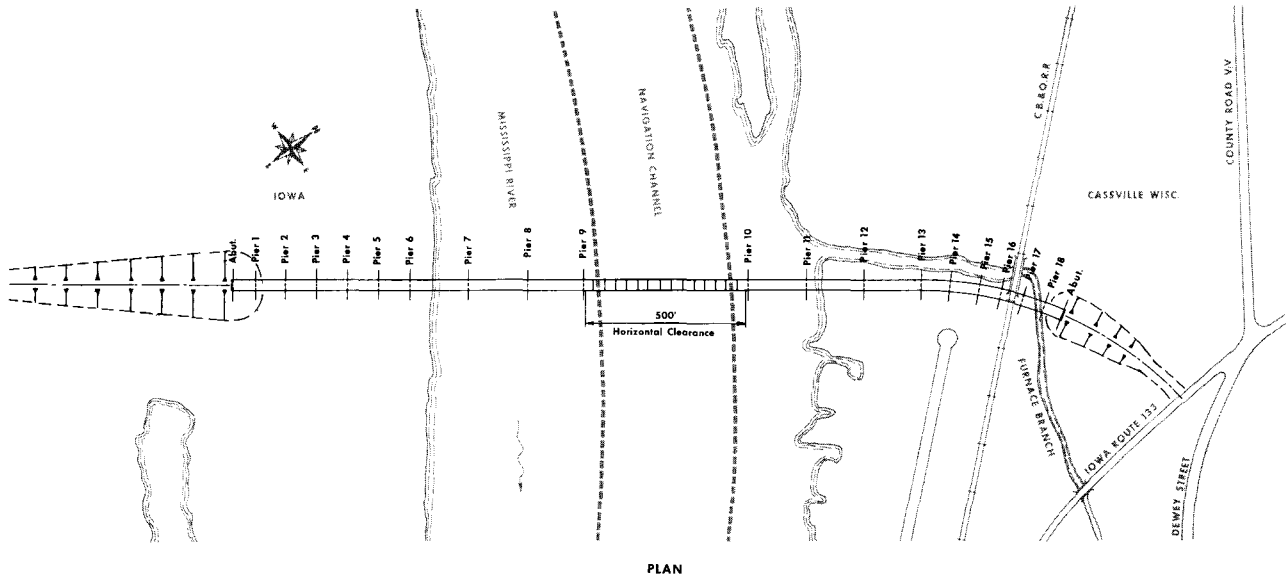 C.B.&Q.R.R
COUNTY ROAD V.V
NAVIGATION CHANNEL
MISSISSIPPI RIVER
IOWA
CASSVILLE WISC.
Abut.
Pier 1
Pier 2
Pier 3
Pier 4
Pier 5
Pier 6
Pier 7
Pier 8
Pier 9
Pier 10
Pier 11
Pier 12
Pier 13
Pier 14
Pier 15
Pier 16
Pier 17
Pier 18
Abut.
500'
Horizontal Clearance
FURNACE BRANCH
IOWA ROUTE 133
DEWEY STREET
PLAN